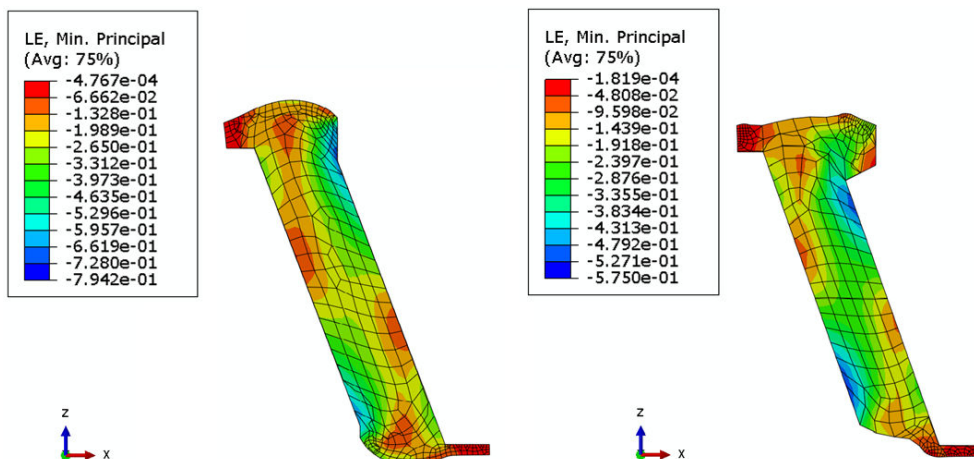 LE, Min. Principal
(Avg: 75%)
-4.767e-04
-6.662e-02
-1.328e-01
-1.989e-01
-2.650e-01
-3.312e-01
-3.973e-01
-4.635e-01
-5.296e-01
-5.957e-01
-6.619e-01
-7.280e-01
-7.942e-01
z
x
LE, Min. Principal
(Avg: 75%)
-1.819e-04
-4.808e-02
-9.598e-02
-1.439e-01
-1.918e-01
-2.397e-01
-2.876e-01
-3.355e-01
-3.834e-01
-4.313e-01
-4.792e-01
-5.271e-01
-5.750e-01
z
x